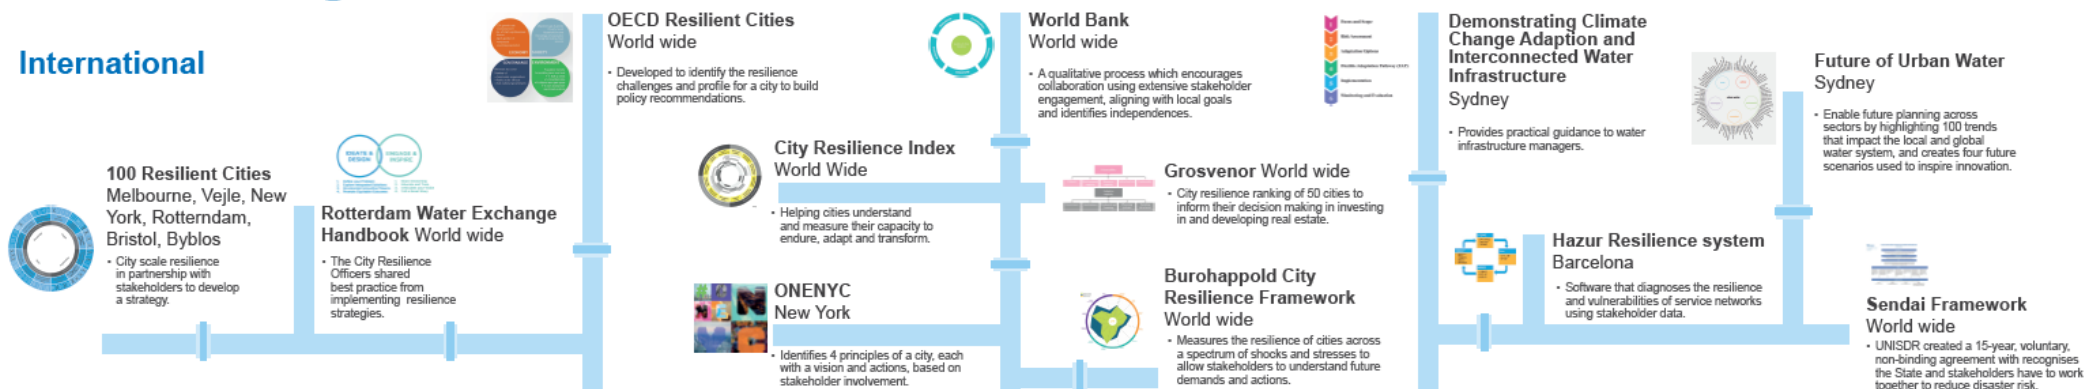 International
100 Resilient Cities
Melbourne, Vejle, New
York, Rotterndam,
Bristol, Byblos
• City scale resilience
in partnership with
stakeholders to develop
a strategy.
IDEATE &
DESIGN
ENGAGE &
INSPIRE
Rotterdam Water Exchange
Handbook World wide
• The City Resilience
Officers shared
best practice from
implementing resilience
strategies.
OECD Resilient Cities
World wide
• Developed to identify the resilience
challenges and profile for a city to build
policy recommendations.
City Resilience Index
World Wide
• Helping cities understand
and measure their capacity to
endure, adapt and transform.
ONENYC
New York
• Identifies 4 principles of a city, each
with a vision and actions, based on
stakeholder involvement.
World Bank
World wide
• A qualitative process which encourages
collaboration using extensive stakeholder
engagement, aligning with local goals
and identifies independences.
Grosvenor World wide
• City resilience ranking of 50 cities to
inform their decision making in investing
in and developing real estate.
Burohappold City
Resilience Framework
World wide
• Measures the resilience of cities across
a spectrum of shocks and stresses to
allow stakeholders to understand future
demands and actions.
Demonstrating Climate
Change Adaption and
Interconnected Water
Infrastructure
Sydney
• Provides practical guidance to water
infrastructure managers.
Hazur Resilience system
Barcelona
• Software that diagnoses the resilience
and vulnerabilities of service networks
using stakeholder data.
Future of Urban Water
Sydney
• Enable future planning across
sectors by highlighting 100 trends
that impact the local and global
water system, and creates four future
scenarios used to inspire innovation.
Sendai Framework
World wide
• UNISDR created a 15-year, voluntary,
non-binding agreement with recognises
the State and stakeholders have to work
together to reduce disaster risk.